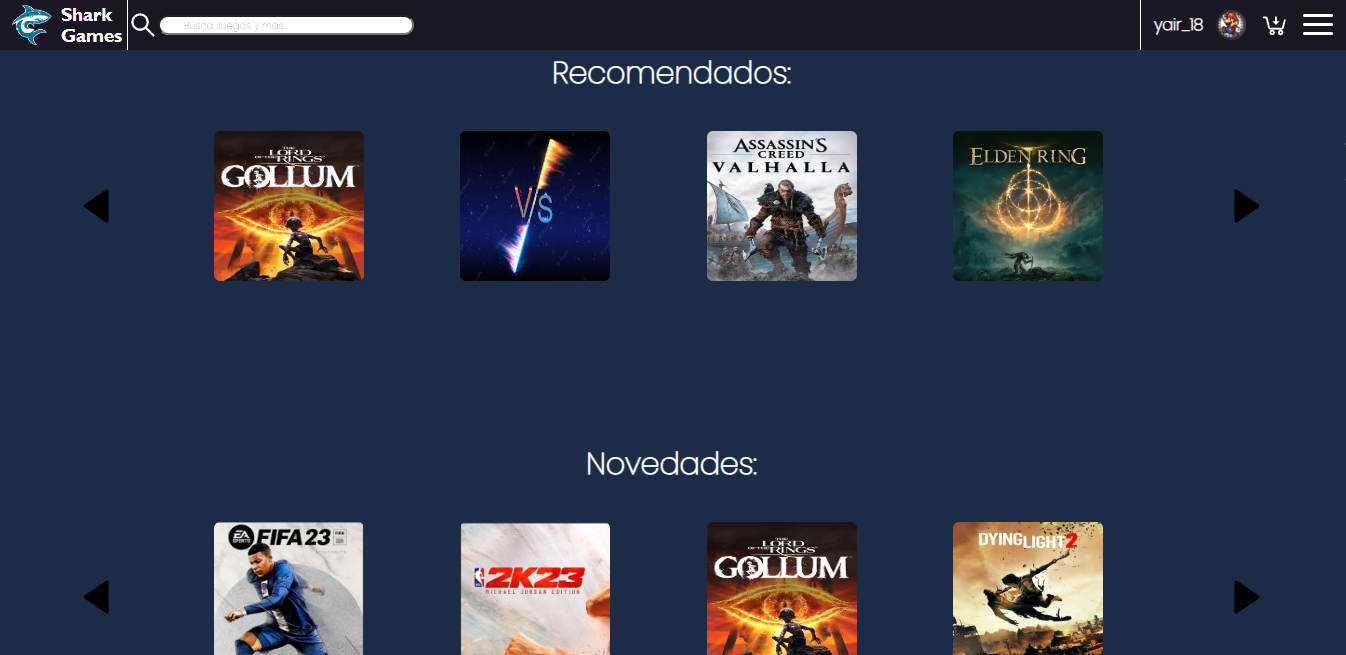 Shark
Games
Busca Juegos y mas..
yair_18
Recomendados:
THE
LORD
OF THE RINGS
GOLLUM
V/S
ASSASSIN'S
CREED
VALHALLA
ELDEN RING
Novedades:
EA
SPORTS
FIFA 23
FIFA
2K23
MICHAEL JORDAN EDITION
THE
LORD
OF THE RINGS
GOLLUM
DYING LIGHT 2